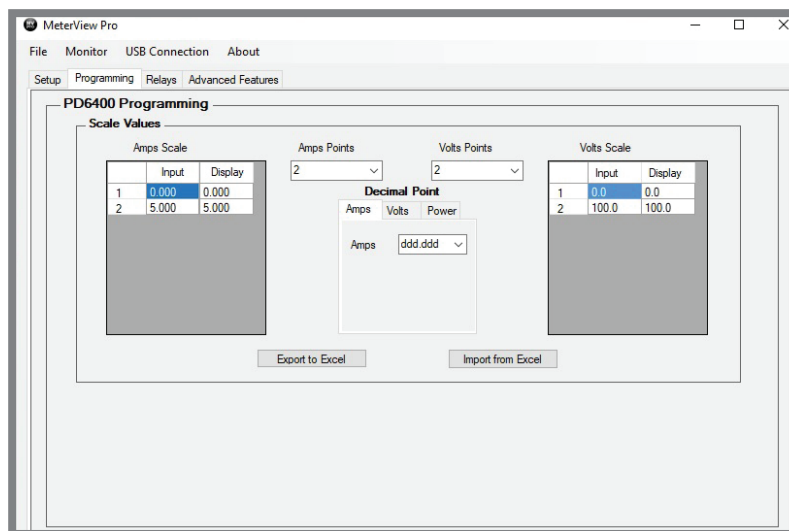 MeterView Pro
File Monitor USB Connection About
Setup Programming Relays Advanced Features
PD6400 Programming
Scale Values
Amps Scale Amps Points Volts Points Volts Scale
2 2
Input Display
1 0.000 0.000
2 5.000 5.000
Decimal Point
Amps Volts Power
Amps ddd.ddd
Input Display
1 0.0 0.0
2 100.0 100.0
Export to Excel Import from Excel